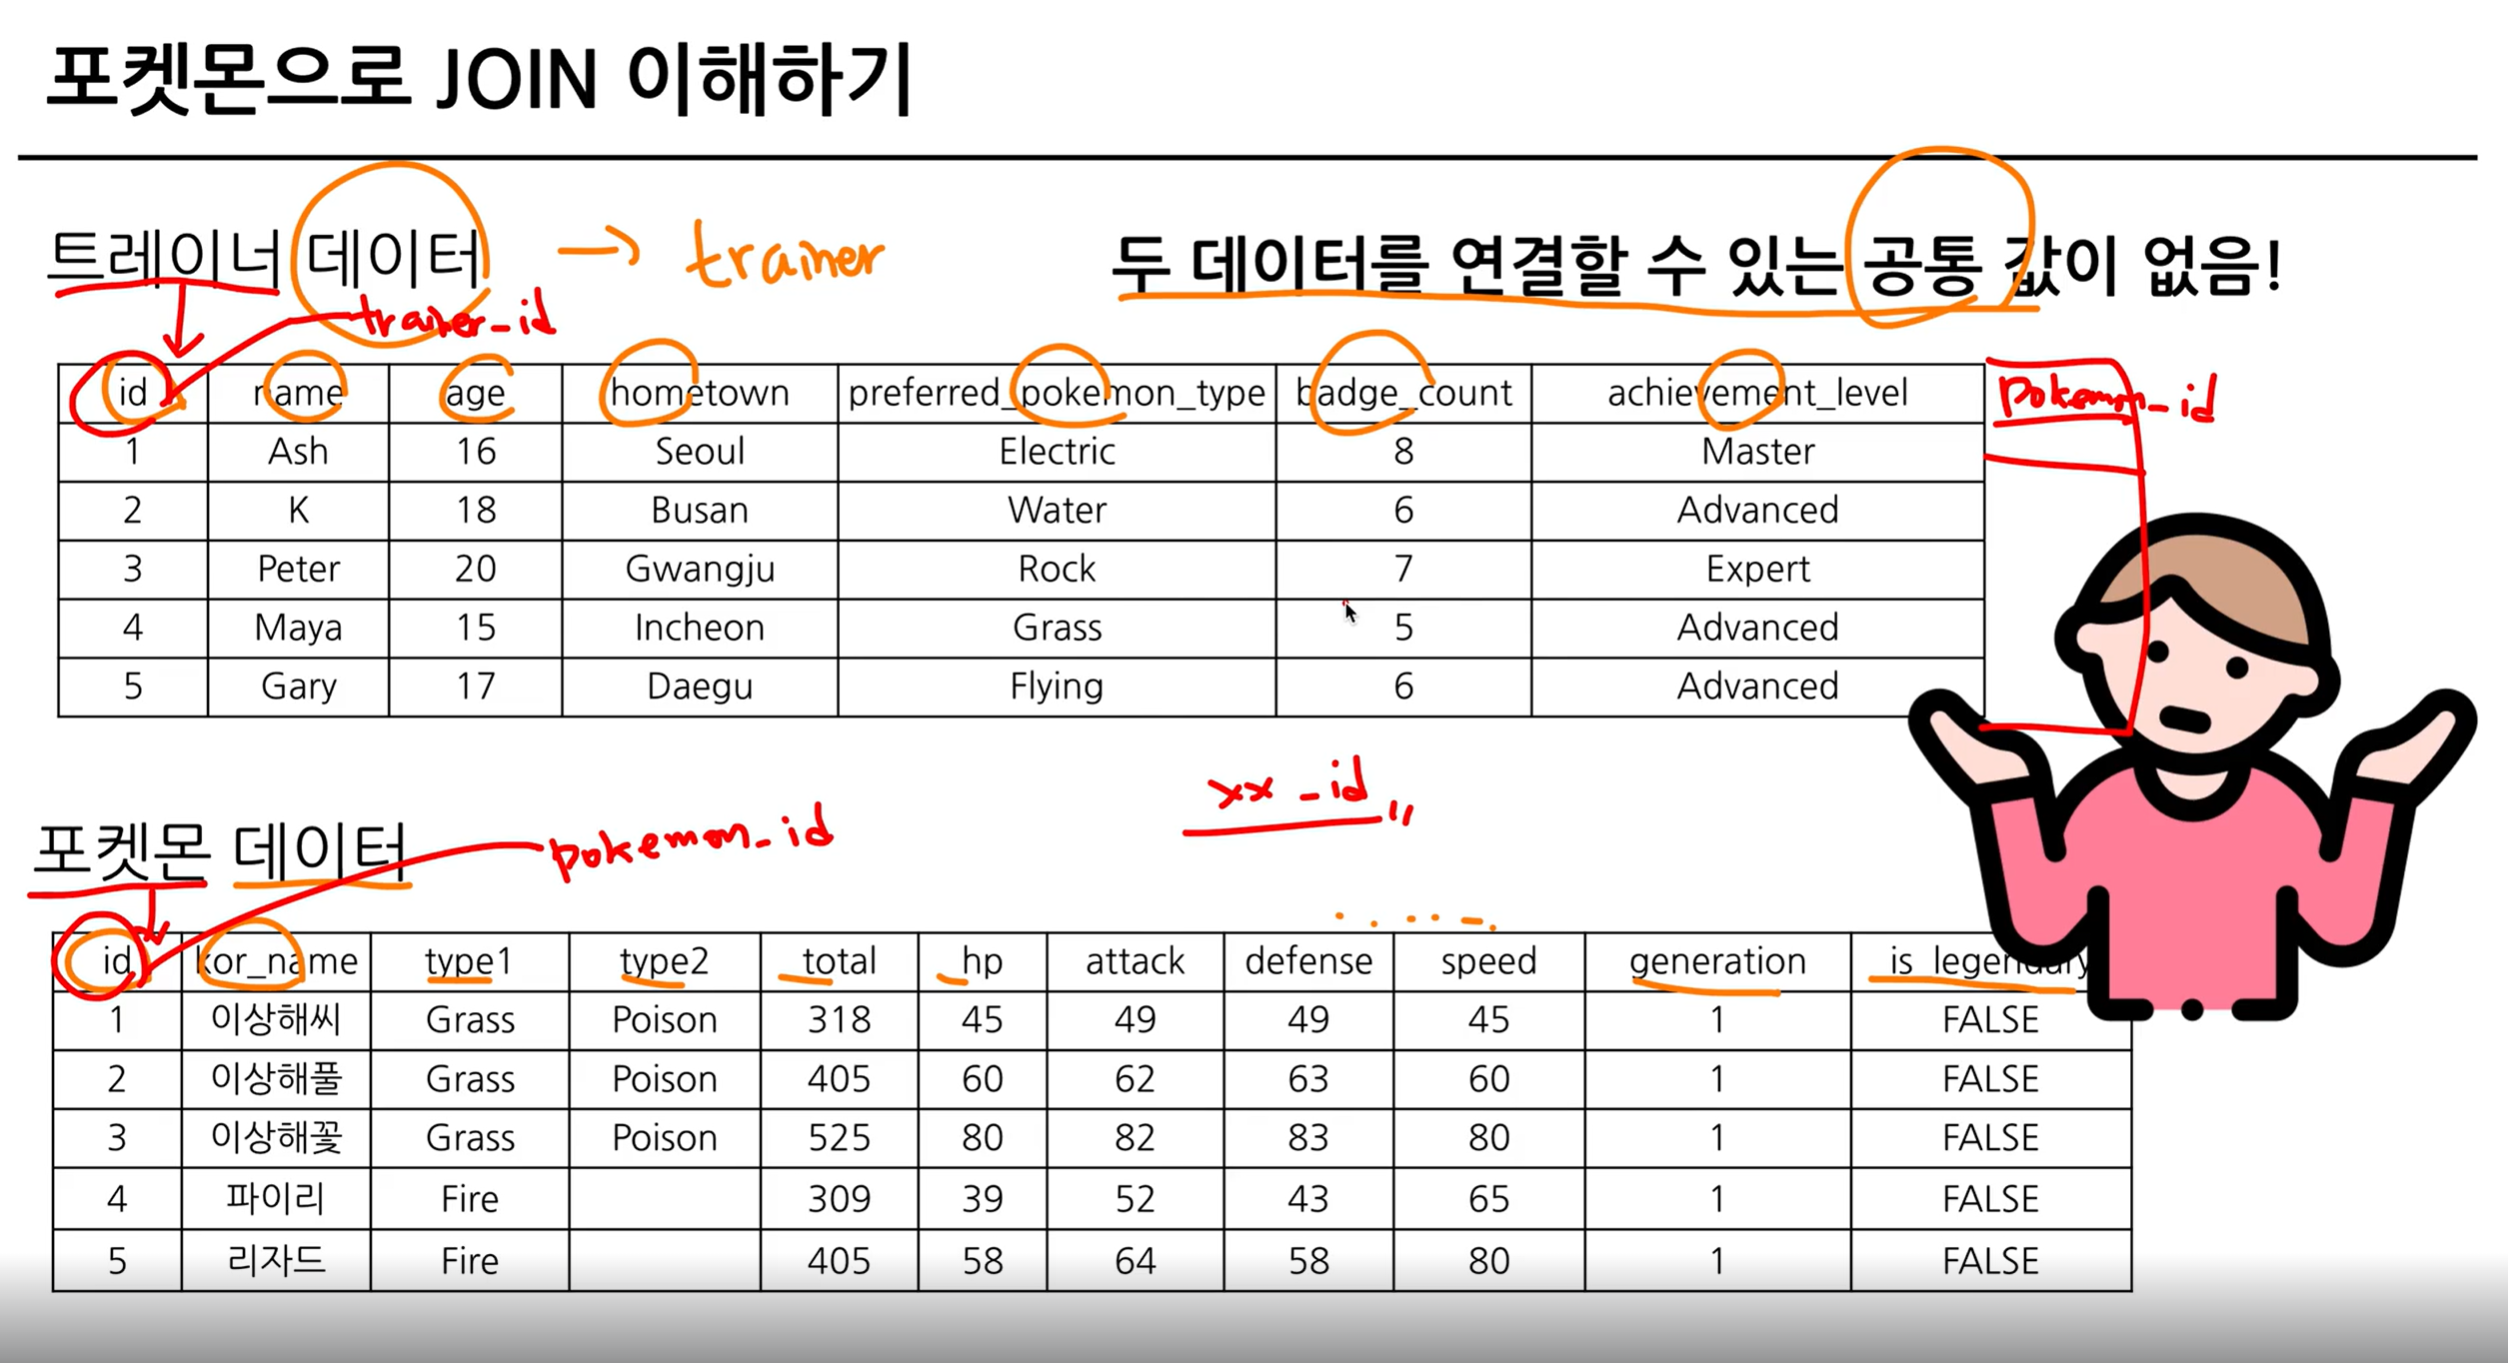 포켓몬으로 JOIN 이해하기
트레이너 데이터 → trainer
두 데이터를 연결할 수 있는 공통 값이 없음!
trainer_id
id name age hometown preferred_pokemon_type badge_count achievement_level pokemon_id
1 Ash 16 Seoul Electric 8 Master
2 K 18 Busan Water 6 Advanced
3 Peter 20 Gwangju Rock 7 Expert
4 Maya 15 Incheon Grass 5 Advanced
5 Gary 17 Daegu Flying 6 Advanced
xx_id"
포켓몬 데이터 pokemon_id
id kor_name type1 type2 total hp attack defense speed generation is_legendary
1 이상해씨 Grass Poison 318 45 49 49 45 1 FALSE
2 이상해풀 Grass Poison 405 60 62 63 60 1 FALSE
3 이상해꽃 Grass Poison 525 80 82 83 80 1 FALSE
4 파이리 Fire 309 39 52 43 65 1 FALSE
5 리자드 Fire 405 58 64 58 80 1 FALSE